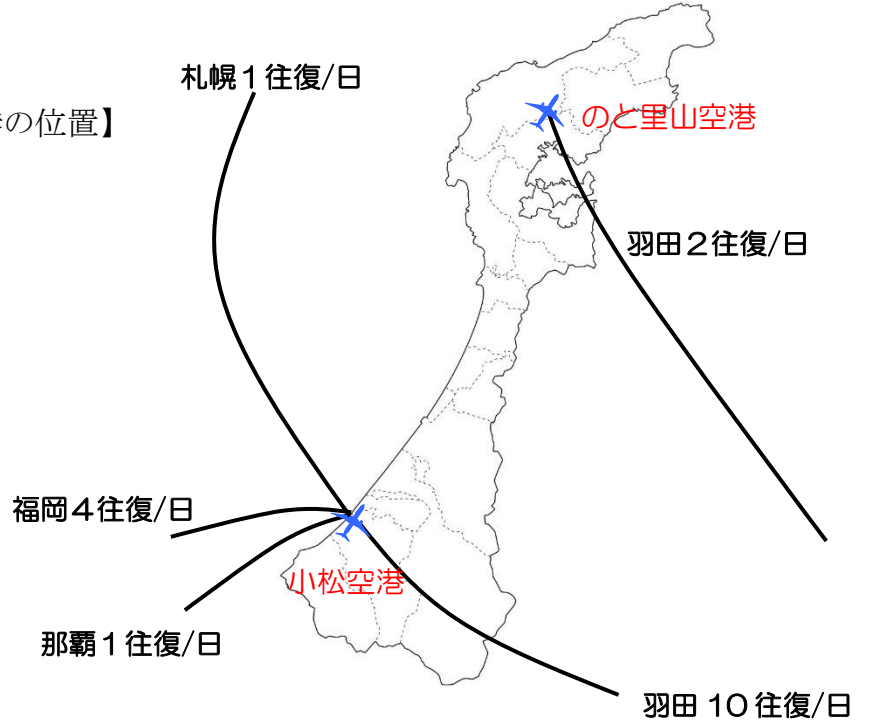 札幌１往復/日
の位置】
のと里山空港
羽田２往復/日
福岡４往復/日
小松空港
那覇１往復/日
羽田 10 往復/日